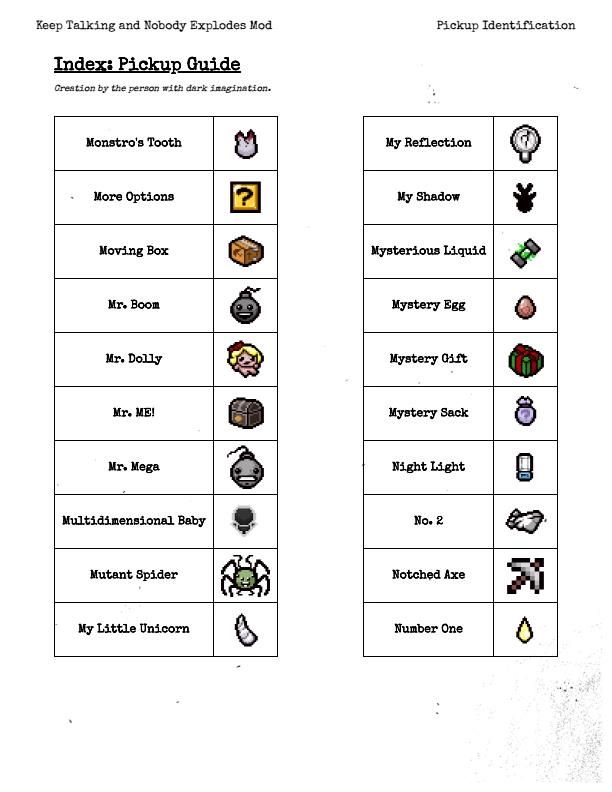 Keep Talking and Nobody Explodes Mod
Pickup Identification
Index: Pickup Guide
Creation by the person with dark imagination.
Monstro's Tooth
More Options
Moving Box
Mr. Boom
Mr. Dolly
Mr. ME!
Mr. Mega
Multidimensional Baby
Mutant Spider
My Little Unicorn
My Reflection
My Shadow
Mysterious Liquid
Mystery Egg
Mystery Gift
Mystery Sack
Night Light
No. 2
Notched Axe
Number One